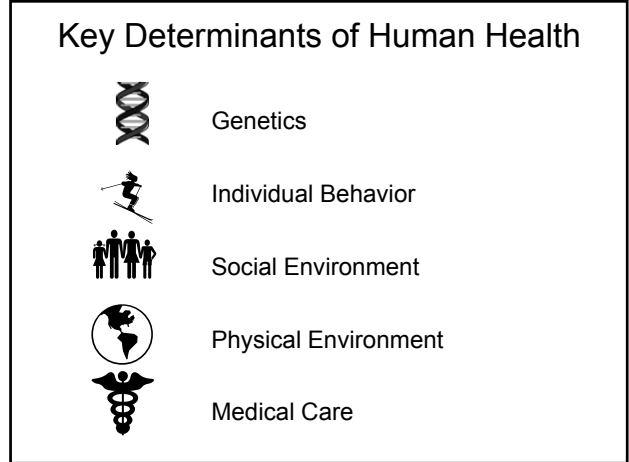 Key Determinants of Human Health
Genetics
Individual Behavior
Social Environment
Physical Environment
Medical Care